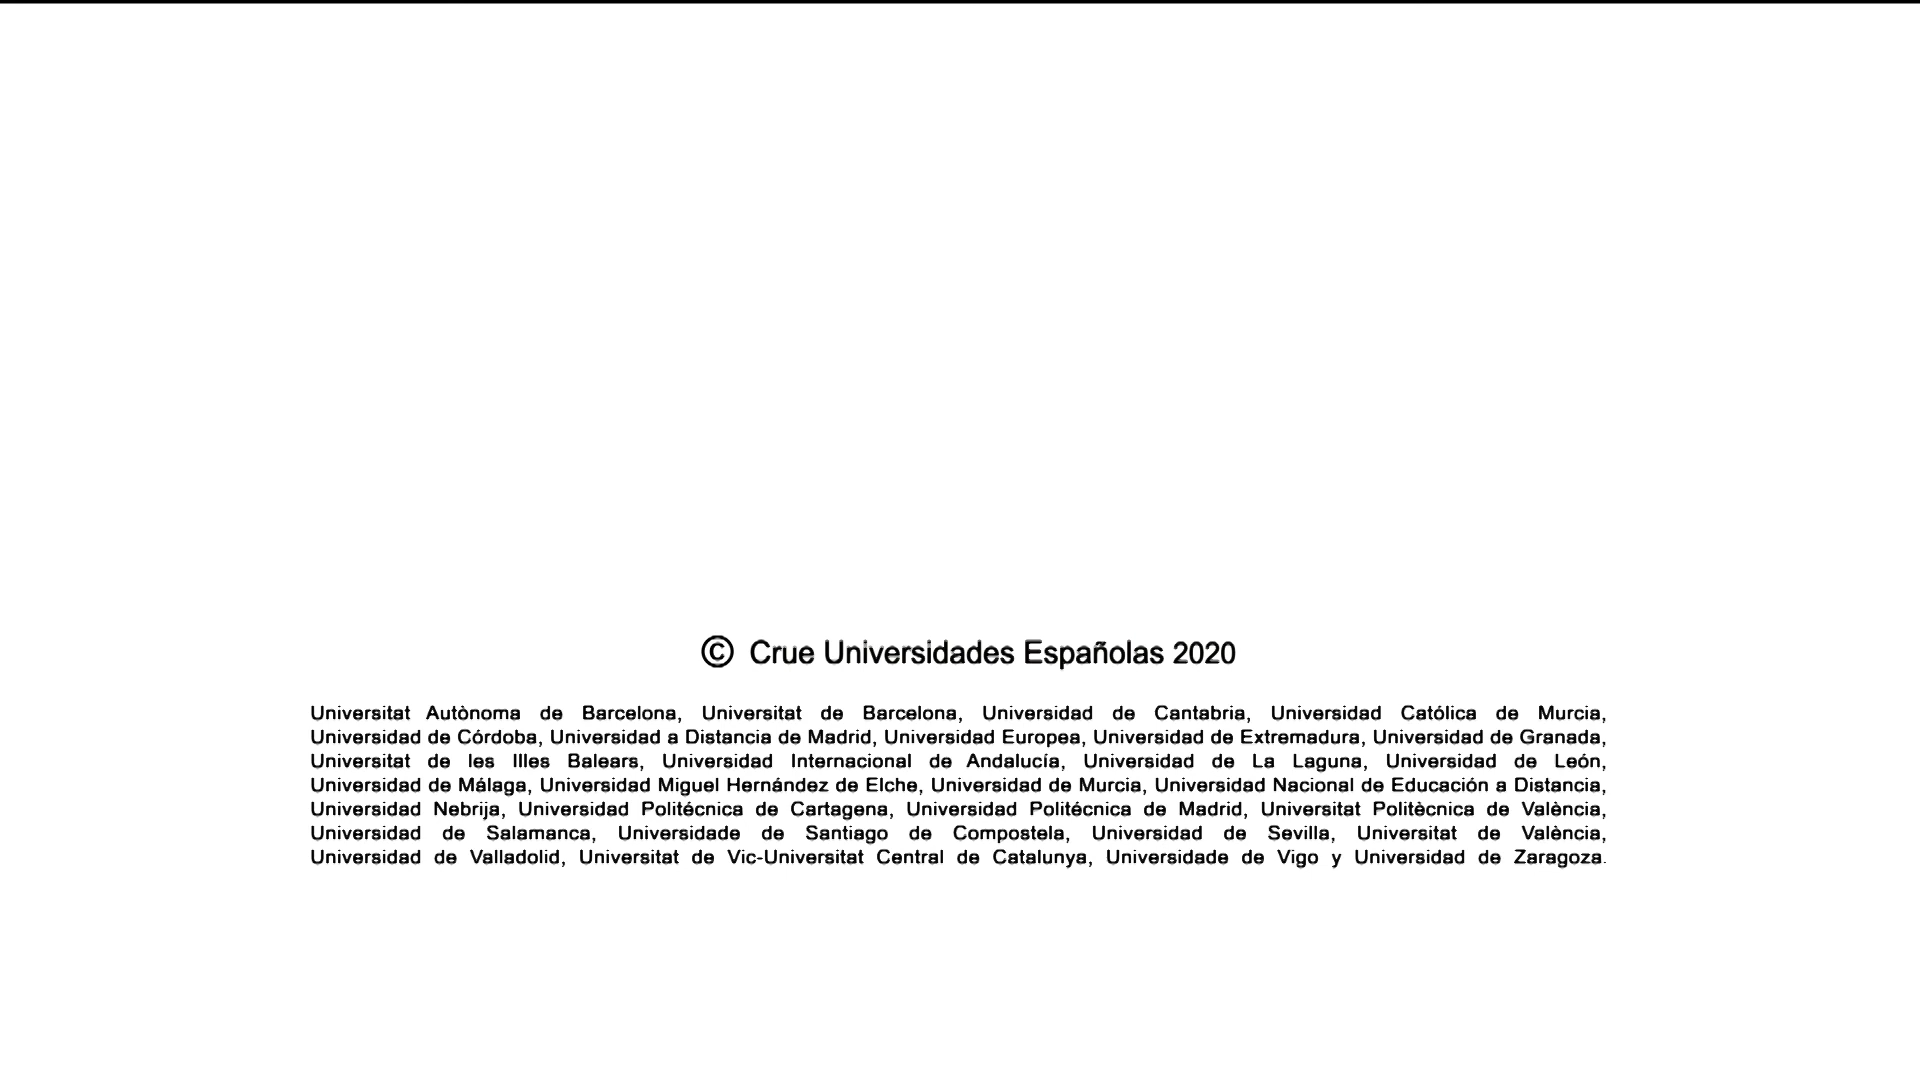 © Crue Universidades Españolas 2020
Universitat Autònoma de Barcelona, Universitat de Barcelona, Universidad de Cantabria, Universidad Católica de Murcia,
Universidad de Córdoba, Universidad a Distancia de Madrid, Universidad Europea, Universidad de Extremadura, Universidad de Granada,
Universitat de les Illes Balears, Universidad Internacional de Andalucía, Universidad de La Laguna, Universidad de León,
Universidad de Málaga, Universidad Miguel Hernández de Elche, Universidad de Murcia, Universidad Nacional de Educación a Distancia,
Universidad Nebrija, Universidad Politécnica de Cartagena, Universidad Politécnica de Madrid, Universitat Politècnica de València,
Universidad de Salamanca, Universidade de Santiago de Compostela, Universidad de Sevilla, Universitat de València,
Universidad de Valladolid, Universitat de Vic-Universitat Central de Catalunya, Universidade de Vigo y Universidad de Zaragoza.